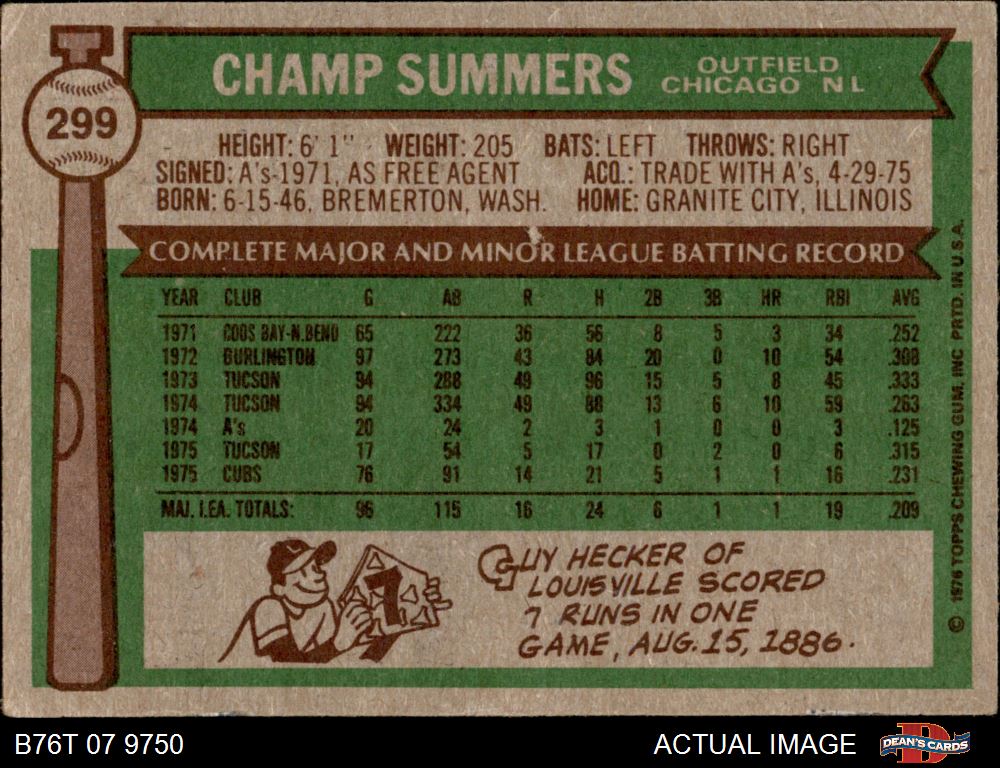 299
CHAMP SUMMERS OUTFIELD
CHICAGO N L
HEIGHT: 6' 1" WEIGHT: 205 BATS: LEFT THROWS: RIGHT
SIGNED: A's-1971, AS FREE AGENT ACQ.: TRADE WITH A's, 4-29-75
BORN: 6-15-46, BREMERTON, WASH. HOME: GRANITE CITY, ILLINOIS
COMPLETE MAJOR AND MINOR LEAGUE BATTING RECORD
YEAR CLUB G AB R H 2B 3B HR RBI AVG
1971 COOS BAY-N.BEND 65 222 36 56 8 5 3 34 .252
1972 BURLINGTON 97 273 43 84 20 0 10 54 .308
1973 TUCSON 94 288 49 96 15 5 8 45 .333
1974 TUCSON 94 334 49 88 13 6 10 59 .263
1974 A's 20 24 2 3 1 0 0 3 .125
1975 TUCSON 17 54 5 17 0 2 0 6 .315
1975 CUBS 76 91 14 21 5 1 1 16 .231
MAJ. LEA. TOTALS: 96 115 16 24 6 1 1 19 .209
7
GUY HECKER OF
LOUISVILLE SCORED
7 RUNS IN ONE
GAME, AUG. 15, 1886.
© 1976 TOPPS CHEWING GUM, INC PRTD. IN U.S.A.
B76T 07 9750 ACTUAL IMAGE DEAN'S CARDS